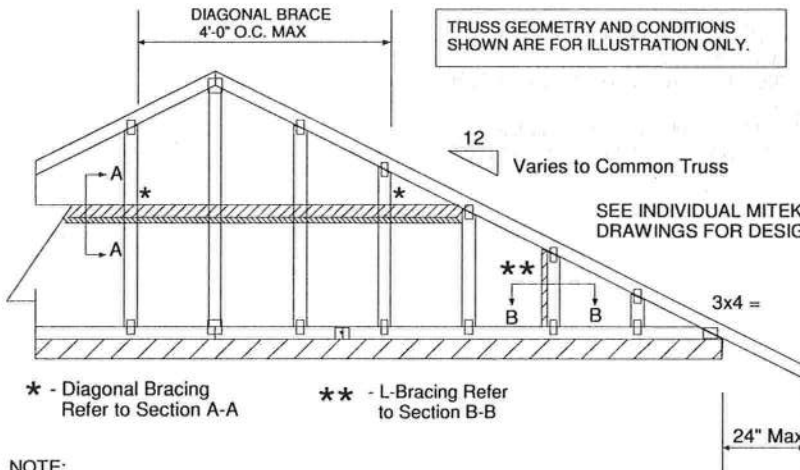 DIAGONAL BRACE
4'-0" O.C. MAX
TRUSS GEOMETRY AND CONDITIONS
SHOWN ARE FOR ILLUSTRATION ONLY.
12
Varies to Common Truss
A
*
*
SEE INDIVIDUAL MITEK
DRAWINGS FOR DESIG
A
**
B
B
3x4 =
* - Diagonal Bracing
Refer to Section A-A
** - L-Bracing Refer
to Section B-B
24" Max
NOTE: